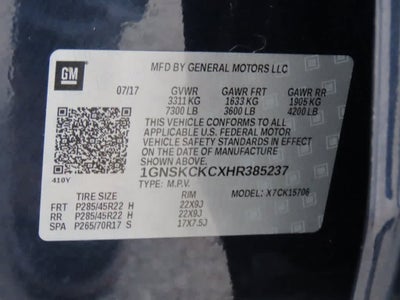 GM
MFD BY GENERAL MOTORS LLC
07/17 GVWR GAWR FRT GAWR RR
3311 KG 1633 KG 1905 KG
7300 LB 3600 LB 4200 LB
THIS VEHICLE CONFORMS TO ALL
APPLICABLE U.S. FEDERAL MOTOR
VEHICLE SAFETY STANDARDS IN EFFECT
ON THE DATE OF MANUFACTURE
SHOWN ABOVE.
1GNSKCKCXHR385237
410Y TYPE: M.P.V. MODEL: X7CK15706
TIRE SIZE RIM
FRT P285/45R22 H 22X9J
RR P285/45R22 H 22X9J
SPA P265/70R17 S 17X7.5J